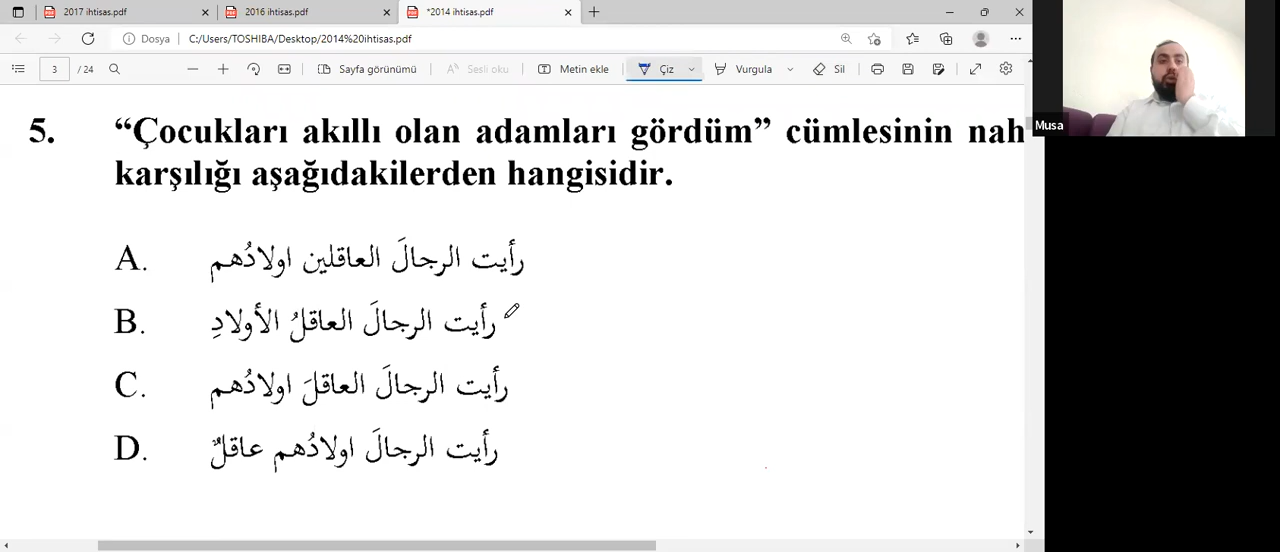 2017 ihtisas.pdf
2016 ihtisas.pdf
*2014 ihtisas.pdf
Dosya
C:/Users/TOSHIBA/Desktop/2014%20ihtisas.pdf
3 / 24
Sayfa görünümü
Sesli oku
Metin ekle
Çiz
Vurgula
Sil
Musa
5. “Çocukları akıllı olan adamları gördüm” cümlesinin nah
karşılığı aşağıdakilerden hangisidir.
A. رأيت الرجالَ العاقلين اولادُهم
B. رأيت الرجالَ العاقلُ الأولادِ
C. رأيت الرجالَ العاقلَ اولادُهم
D. رأيت الرجالَ اولادُهم عاقلٌ